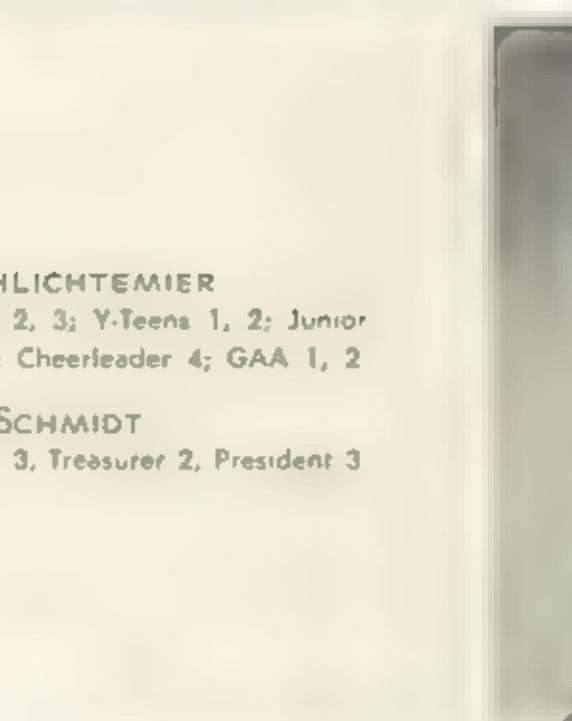 HLICHTEMIER
2, 3; Y-Teens 1, 2; Junior
; Cheerleader 4; GAA 1, 2
SCHMIDT
3, Treasurer 2, President 3